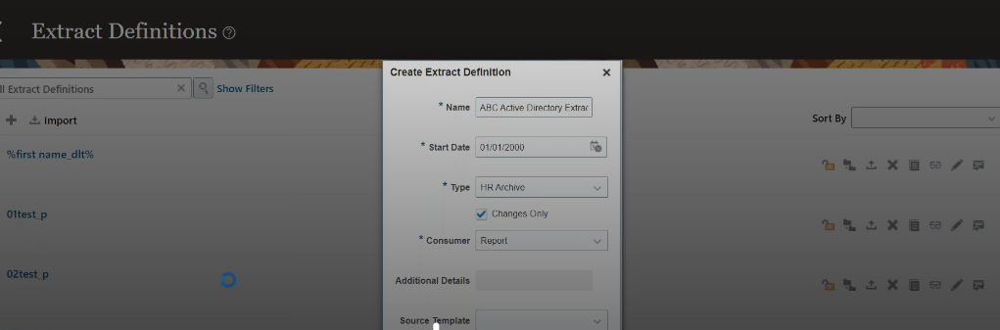 Extract Definitions
Create Extract Definition
ll Extract Definitions
Show Filters
* Name ABC Active Directory Extrac
Import
Sort By
* Start Date 01/01/2000
%first name_dlt%
* Type HR Archive
Changes Only
01test_p
* Consumer Report
02test_p
Additional Details
Source Template